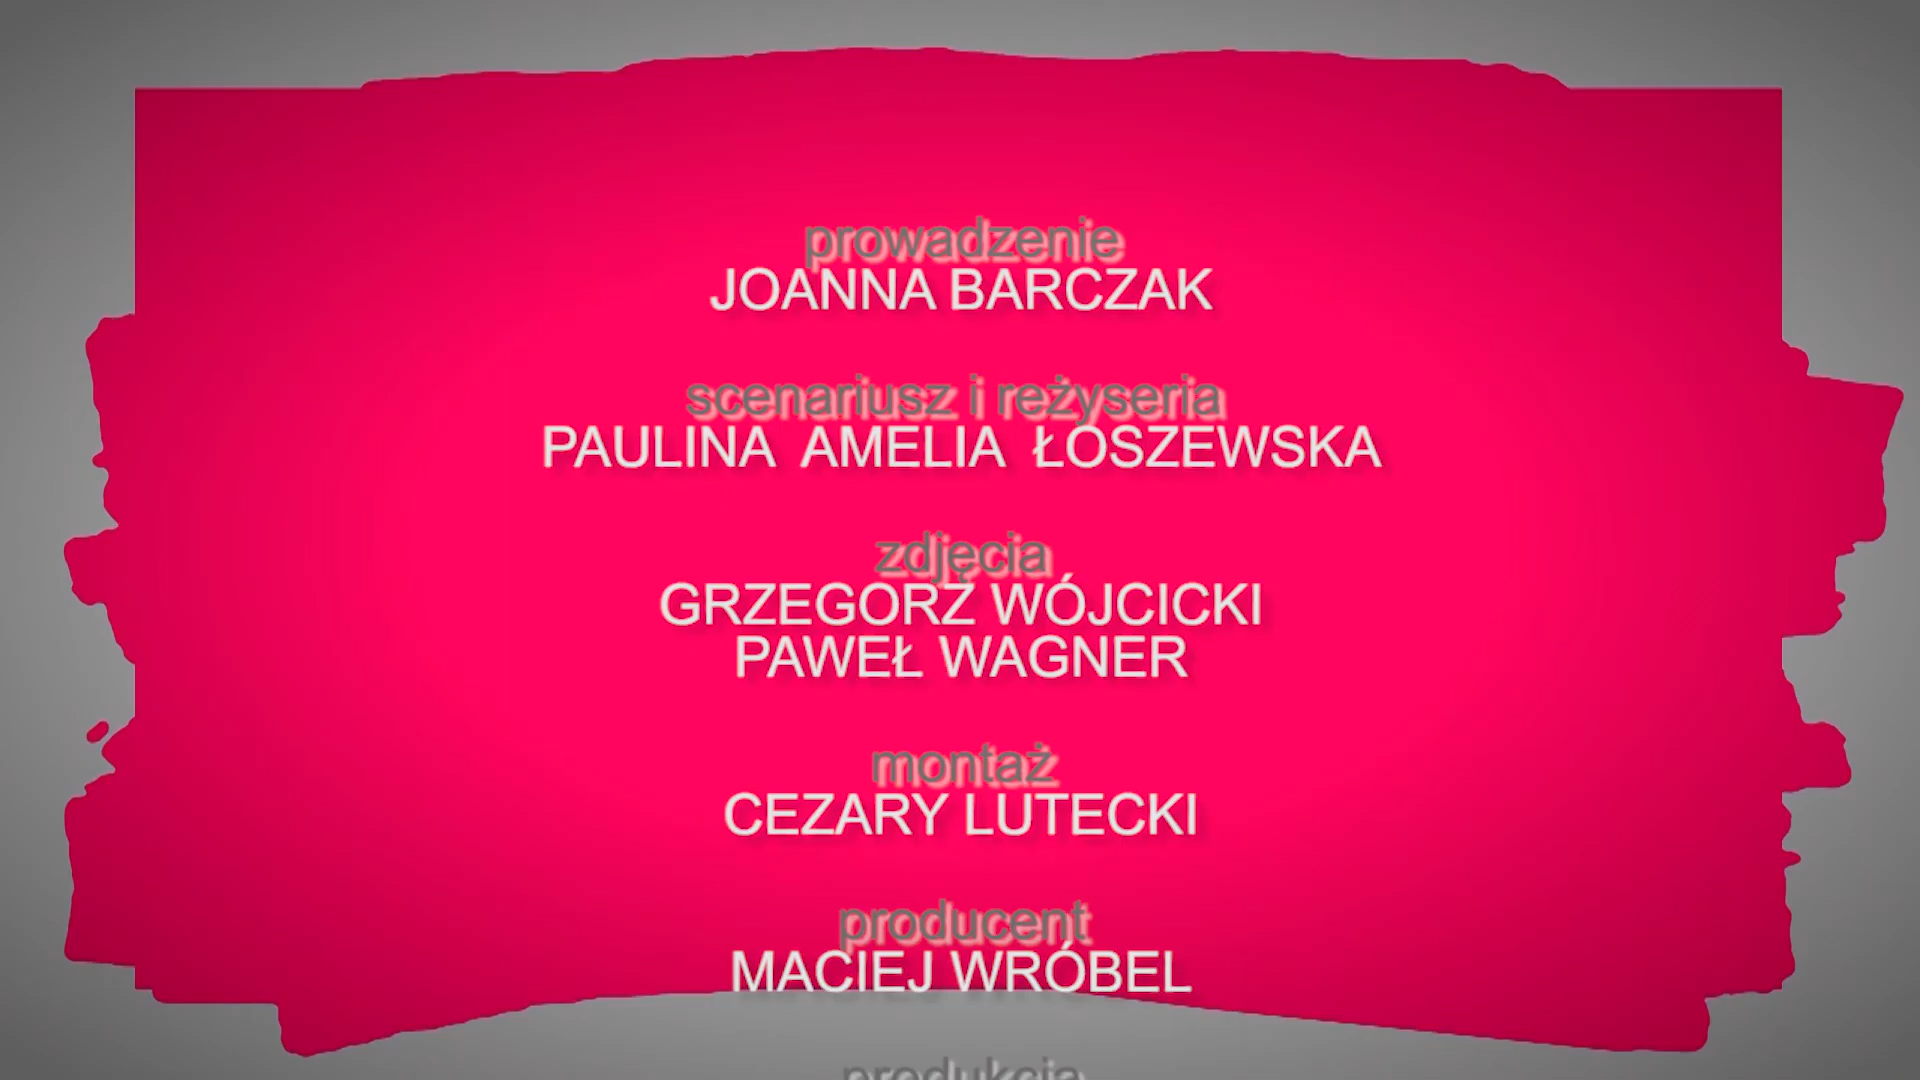 prowadzenie
JOANNA BARCZAK
scenariusz i reżyseria
PAULINA AMELIA ŁOSZEWSKA
zdjęcia
GRZEGORZ WÓJCICKI
PAWEŁ WAGNER
montaż
CEZARY LUTECKI
producent
MACIEJ WRÓBEL
produkcja